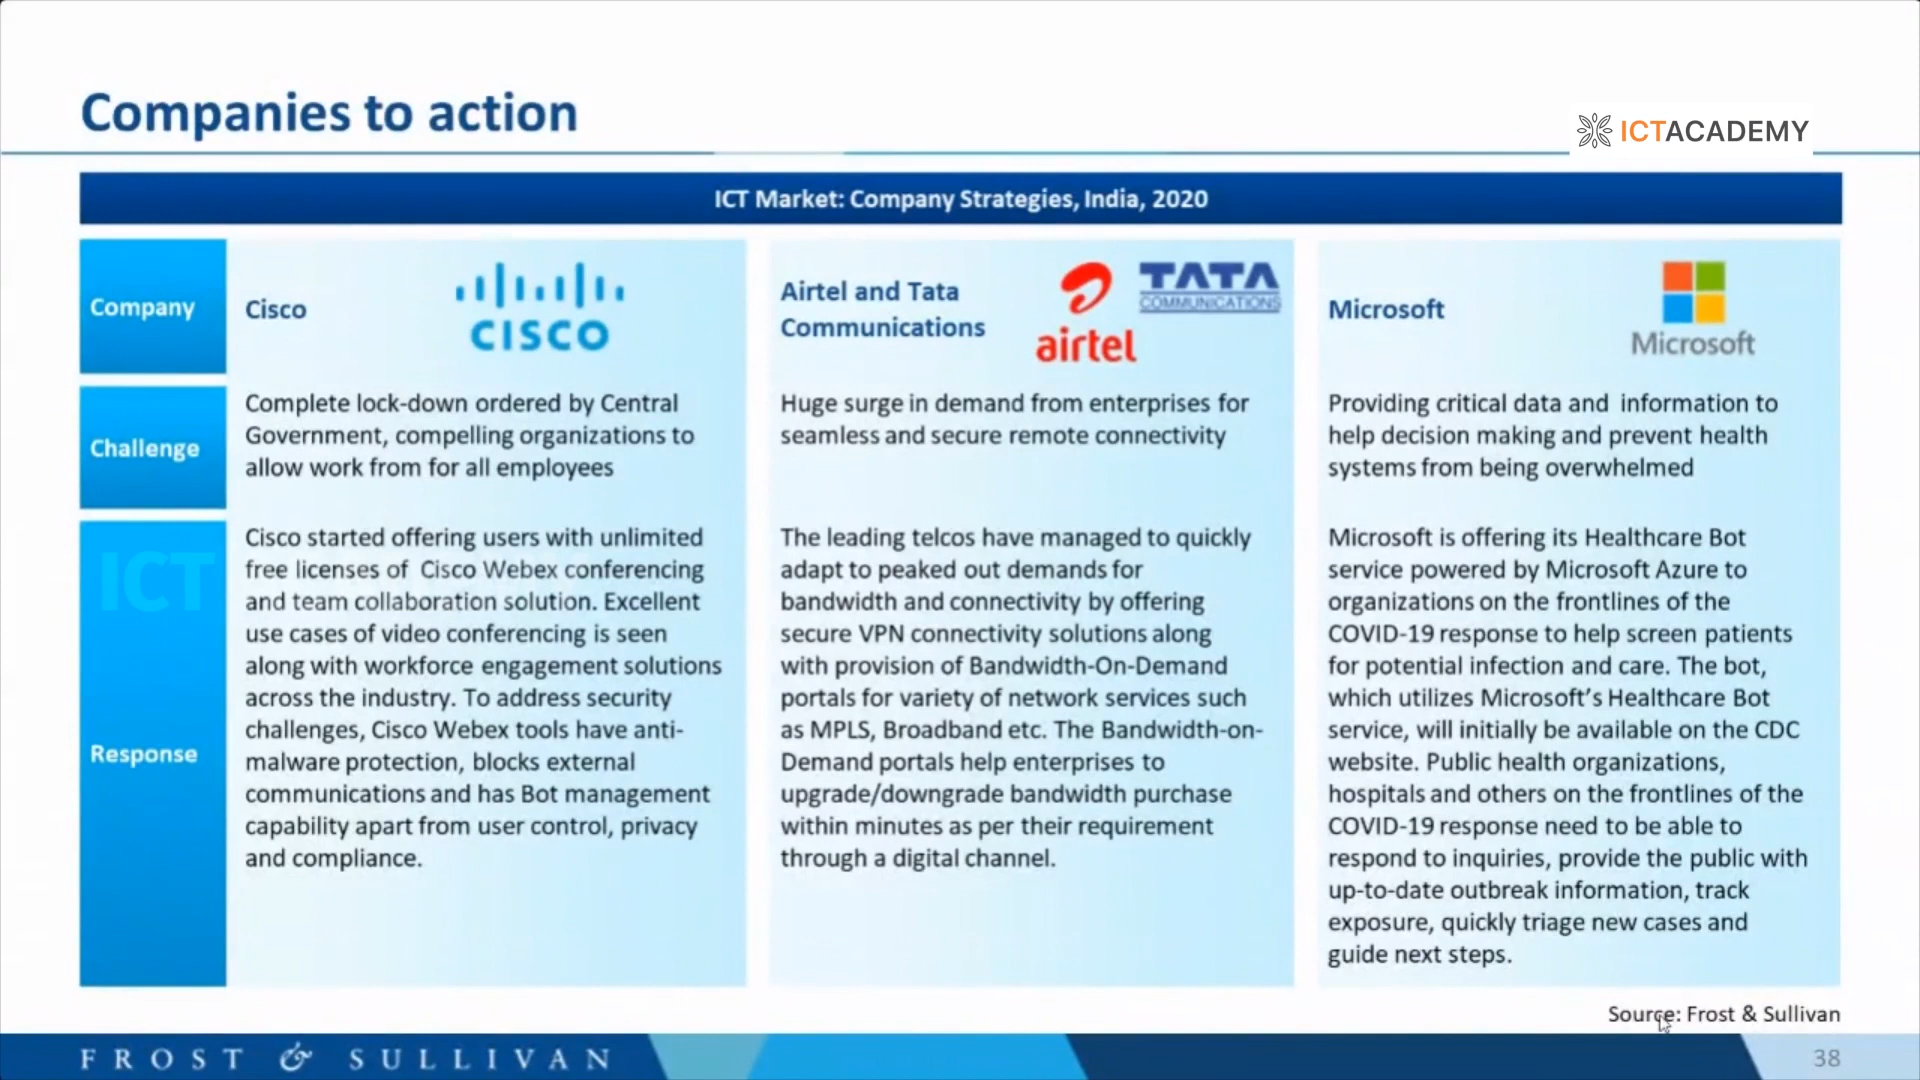 Companies to action
ICTACADEMY
ICT Market: Company Strategies, India, 2020
Company
Cisco
CISCO
Airtel and Tata
Communications
airtel
TATA
COMMUNICATIONS
Microsoft
Microsoft
Challenge
Complete lock-down ordered by Central
Government, compelling organizations to
allow work from for all employees
Huge surge in demand from enterprises for
seamless and secure remote connectivity
Providing critical data and information to
help decision making and prevent health
systems from being overwhelmed
ICT
Response
Cisco started offering users with unlimited
free licenses of Cisco Webex conferencing
and team collaboration solution. Excellent
use cases of video conferencing is seen
along with workforce engagement solutions
across the industry. To address security
challenges, Cisco Webex tools have anti-
malware protection, blocks external
communications and has Bot management
capability apart from user control, privacy
and compliance.
The leading telcos have managed to quickly
adapt to peaked out demands for
bandwidth and connectivity by offering
secure VPN connectivity solutions along
with provision of Bandwidth-On-Demand
portals for variety of network services such
as MPLS, Broadband etc. The Bandwidth-on-
Demand portals help enterprises to
upgrade/downgrade bandwidth purchase
within minutes as per their requirement
through a digital channel.
Microsoft is offering its Healthcare Bot
service powered by Microsoft Azure to
organizations on the frontlines of the
COVID-19 response to help screen patients
for potential infection and care. The bot,
which utilizes Microsoft's Healthcare Bot
service, will initially be available on the CDC
website. Public health organizations,
hospitals and others on the frontlines of the
COVID-19 response need to be able to
respond to inquiries, provide the public with
up-to-date outbreak information, track
exposure, quickly triage new cases and
guide next steps.
Source: Frost & Sullivan
FROST & SULLIVAN
38